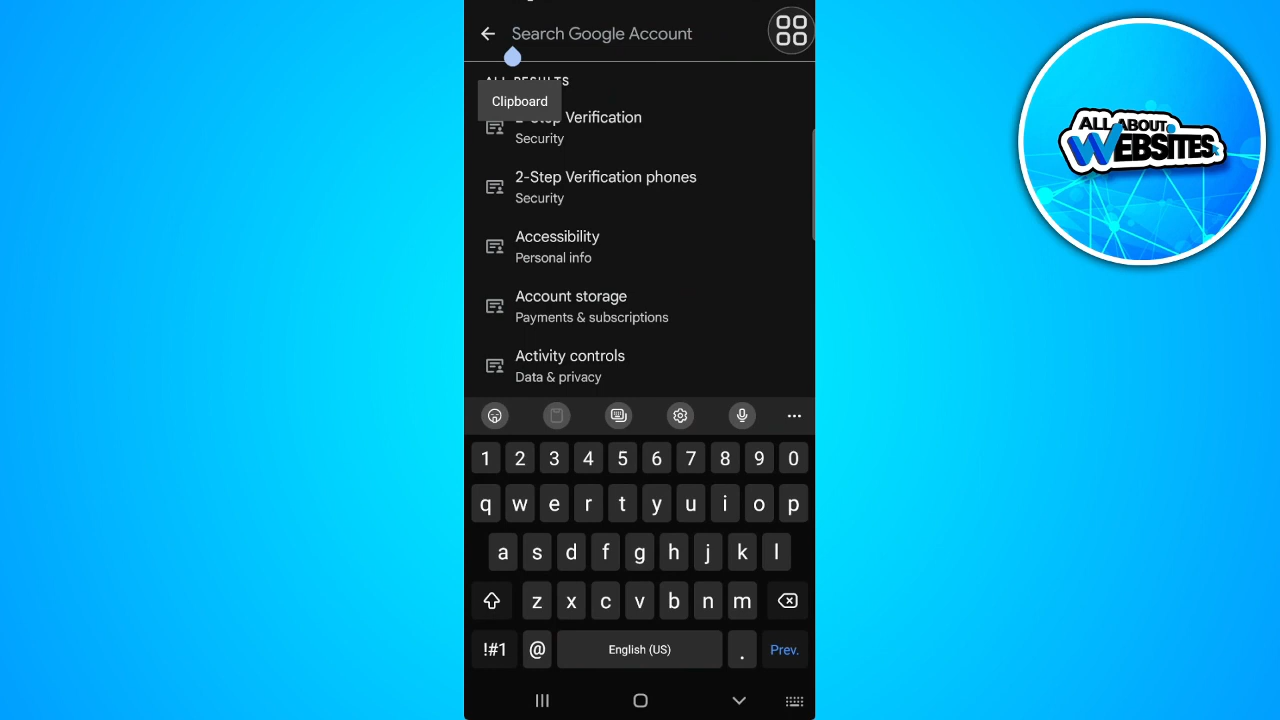 Search Google Account
ALL RESULTS
Clipboard
2-Step Verification
Security
2-Step Verification phones
Security
Accessibility
Personal info
Account storage
Payments & subscriptions
Activity controls
Data & privacy
1 2 3 4 5 6 7 8 9 0
q w e r t y u i o p
a s d f g h j k l
z x c v b n m
!#1 @ English (US) . Prev.
ALL ABOUT
WEBSITES